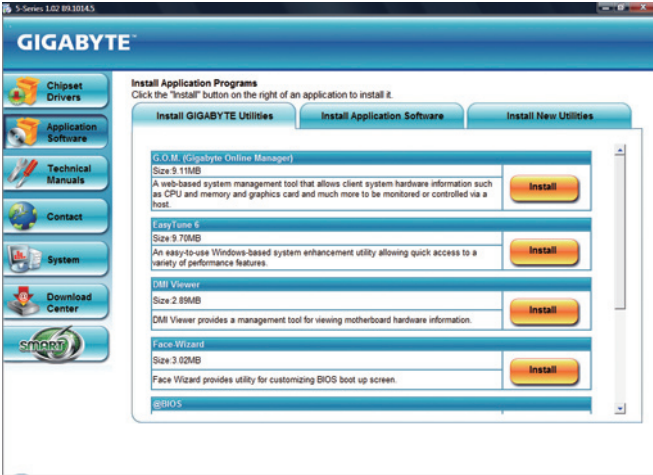 5-Series 1.02 B9.1014.5
GIGABYTE™
Chipset
Drivers
Application
Software
Technical
Manuals
Contact
System
Download
Center
SMART
Install Application Programs
Click the "Install" button on the right of an application to install it.
Install GIGABYTE Utilities
Install Application Software
Install New Utilities
G.O.M. (Gigabyte Online Manager)
Size:9.11MB
A web-based system management tool that allows client system hardware information such
as CPU and memory and graphics card and much more to be monitored or controlled via a
host.
Install
EasyTune 6
Size:9.70MB
An easy-to-use Windows-based system enhancement utility allowing quick access to a
variety of performance features.
Install
DMI Viewer
Size:2.89MB
DMI Viewer provides a management tool for viewing motherboard hardware information.
Install
Face-Wizard
Size:3.02MB
Face Wizard provides utility for customizing BIOS boot up screen.
Install
@BIOS